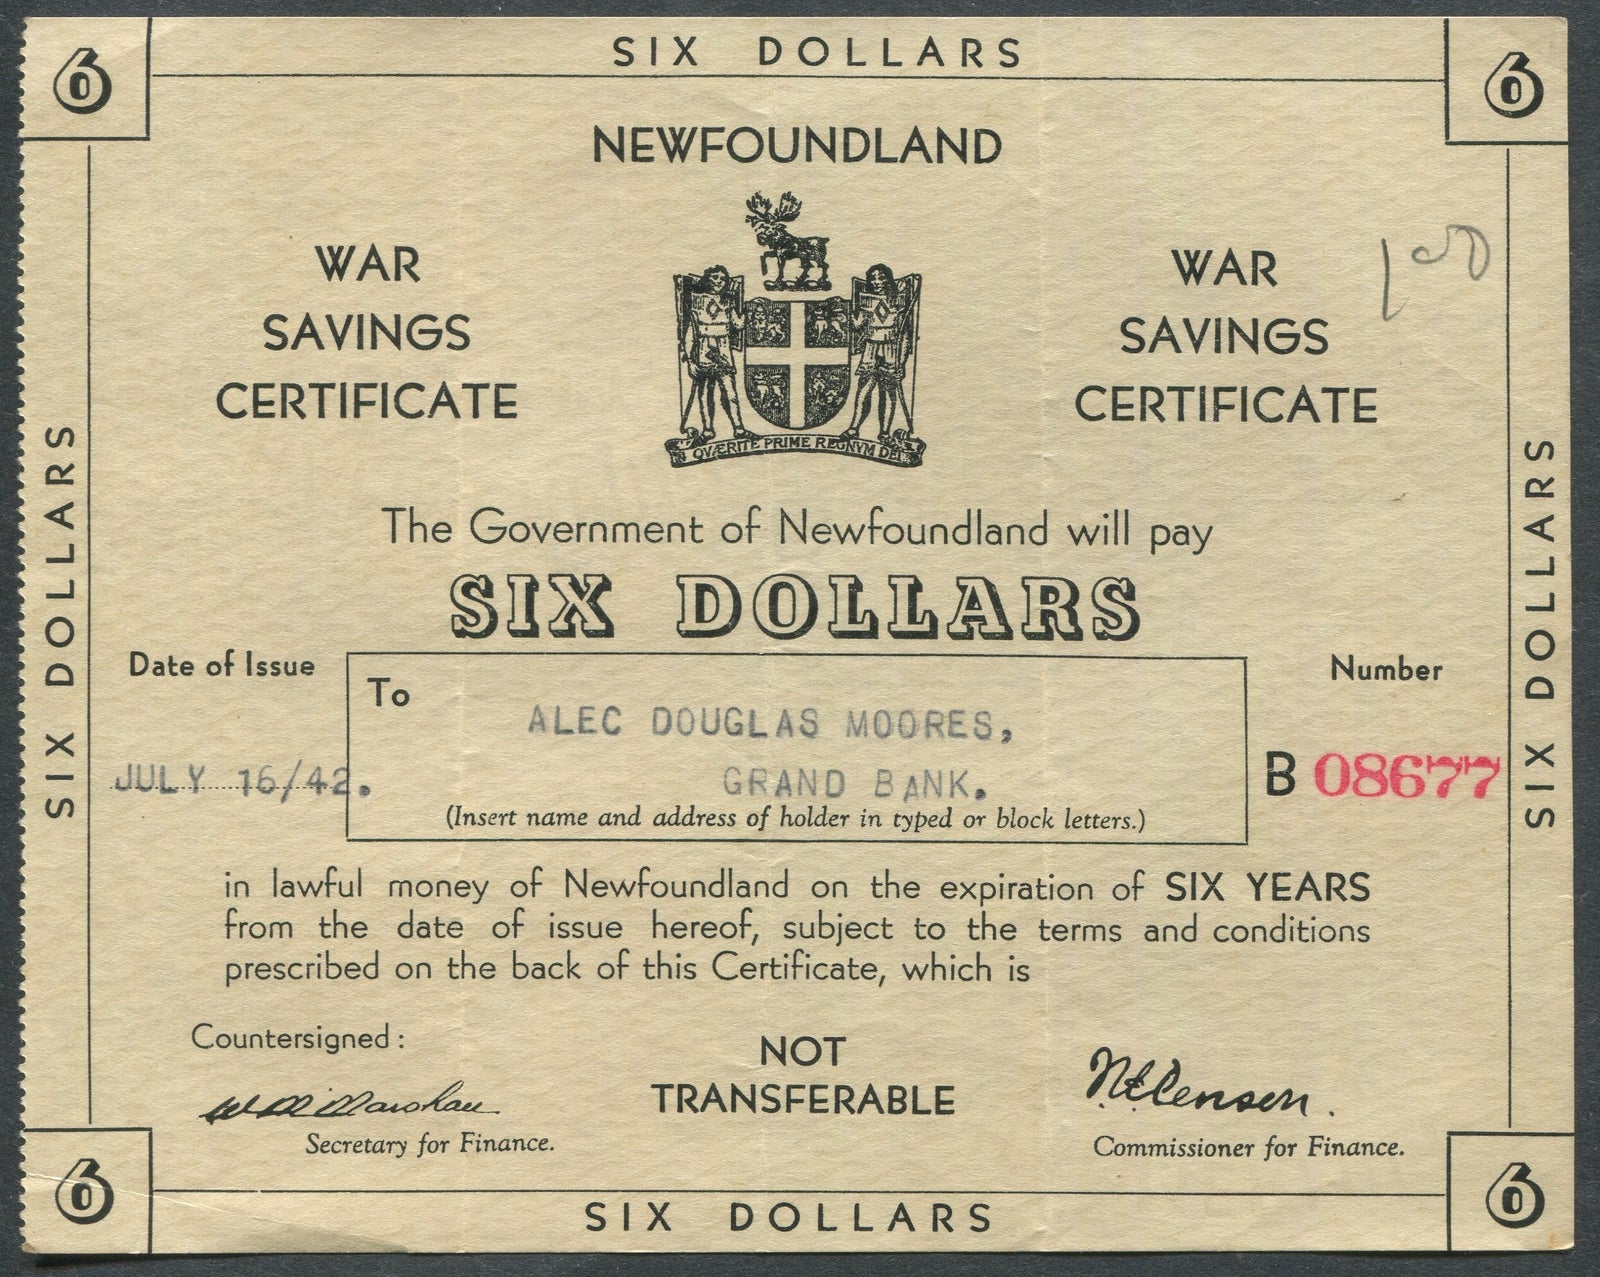 SIX DOLLARS
6
6
NEWFOUNDLAND
WAR
SAVINGS
CERTIFICATE
WAR
SAVINGS
CERTIFICATE
100
QVÆRITE PRIME REGNVM DEI
The Government of Newfoundland will pay
SIX DOLLARS
SIX DOLLARS
SIX DOLLARS
Date of Issue
JULY 16/42.
To
ALEC DOUGLAS MOORES,
GRAND BANK.
(Insert name and address of holder in typed or block letters.)
Number
B 08677
in lawful money of Newfoundland on the expiration of SIX YEARS
from the date of issue hereof, subject to the terms and conditions
prescribed on the back of this Certificate, which is
Countersigned:
Secretary for Finance.
NOT
TRANSFERABLE
Commissioner for Finance.
6
6
SIX DOLLARS